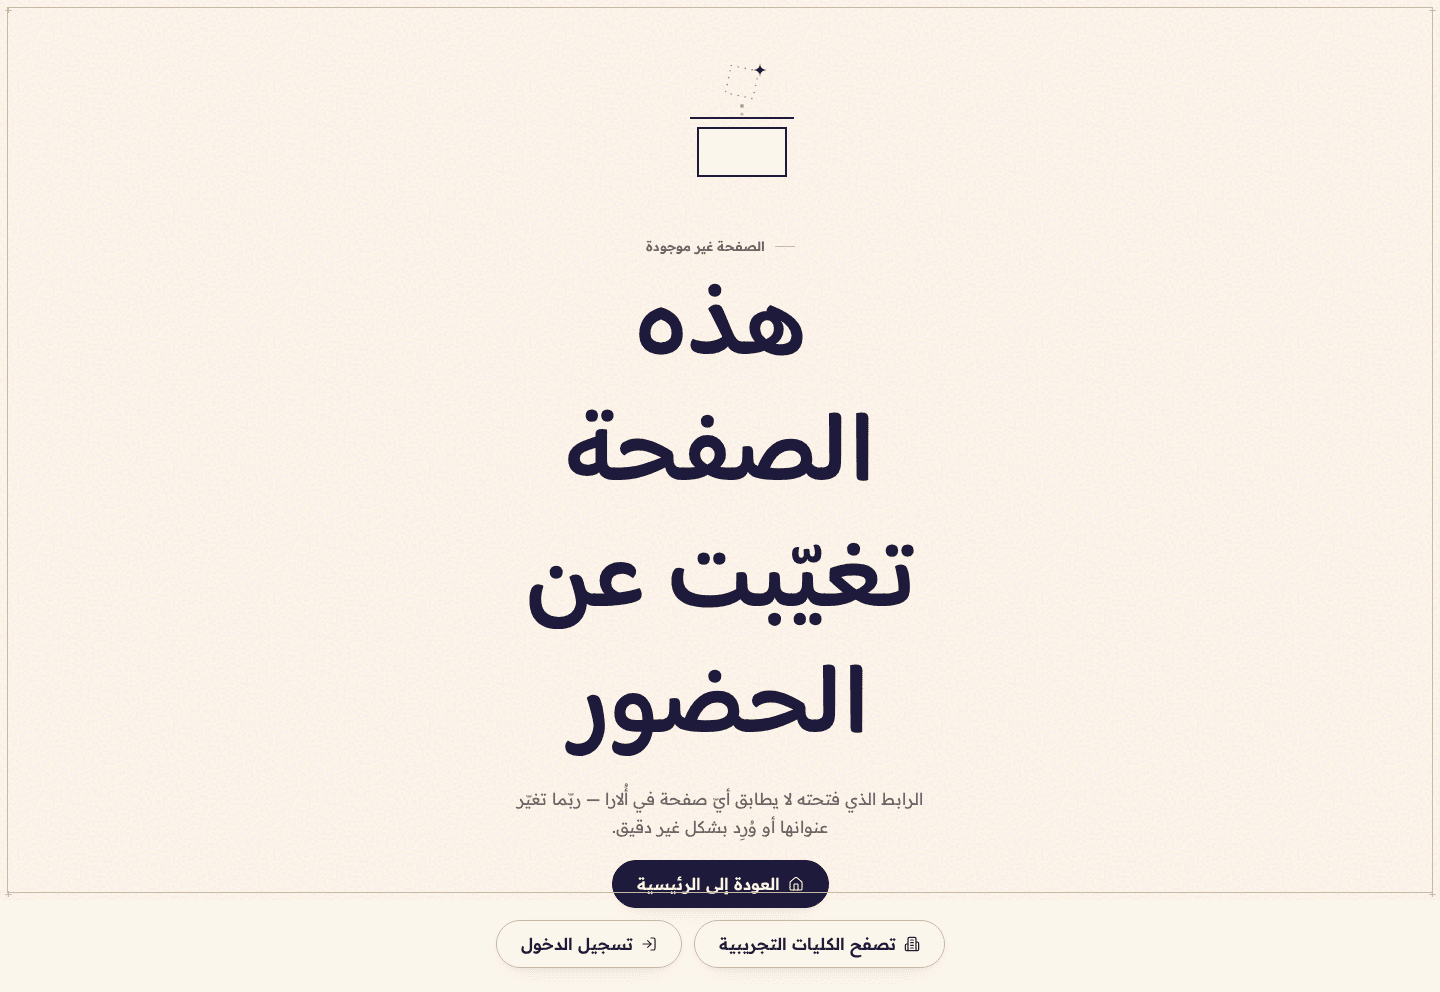 الصفحة غير موجودة
هذه
الصفحة
تغيّبت عن
الحضور
الرابط الذي فتحته لا يطابق أيّ صفحة في أُلارا — ربّما تغيّر
عنوانها أو وُرِد بشكل غير دقيق.
العودة إلى الرئيسية
تصفح الكليات التجريبية
تسجيل الدخول